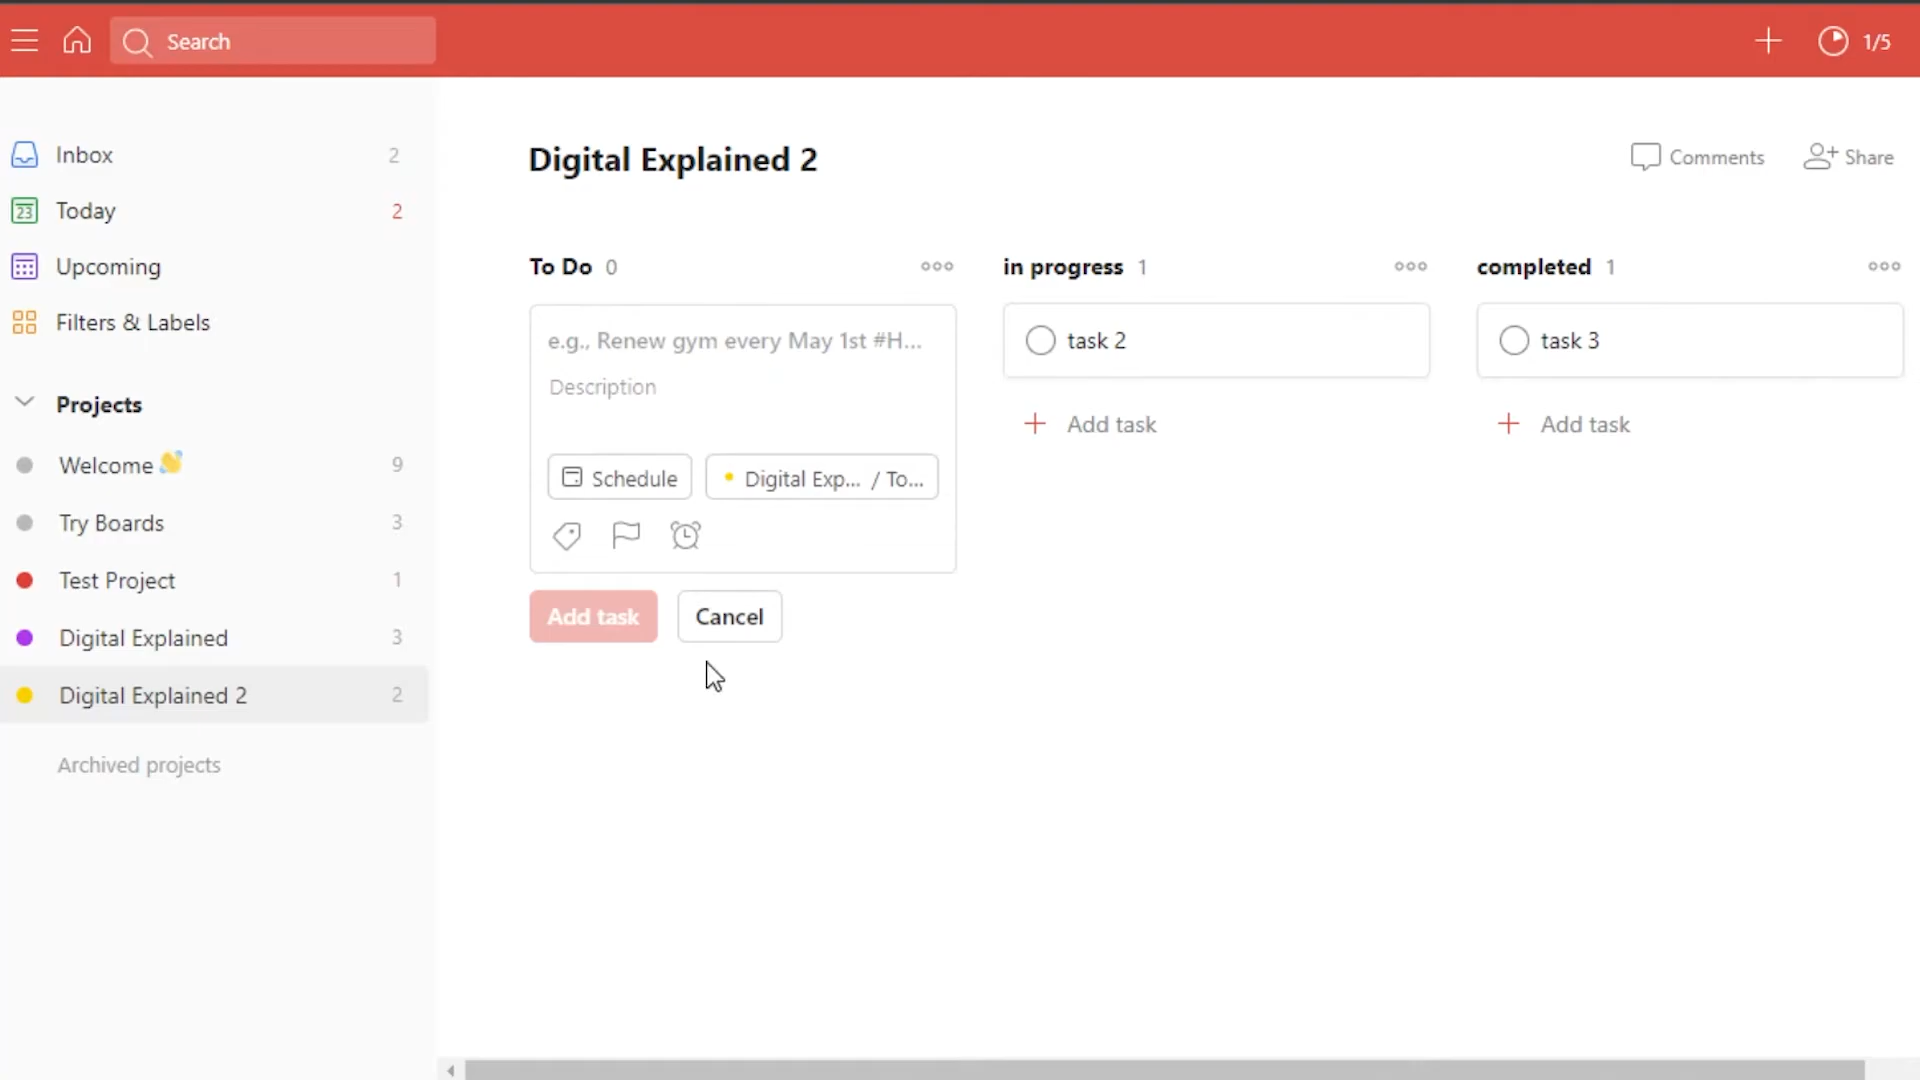 Search
1/5
Inbox 2
23 Today 2
Upcoming
Filters & Labels
Projects
Welcome 👋 9
Try Boards 3
Test Project 1
Digital Explained 3
Digital Explained 2 2
Archived projects
Digital Explained 2
Comments
Share
To Do 0
e.g., Renew gym every May 1st #H...
Description
Schedule
Digital Exp... / To...
Add task
Cancel
in progress 1
task 2
Add task
completed 1
task 3
Add task